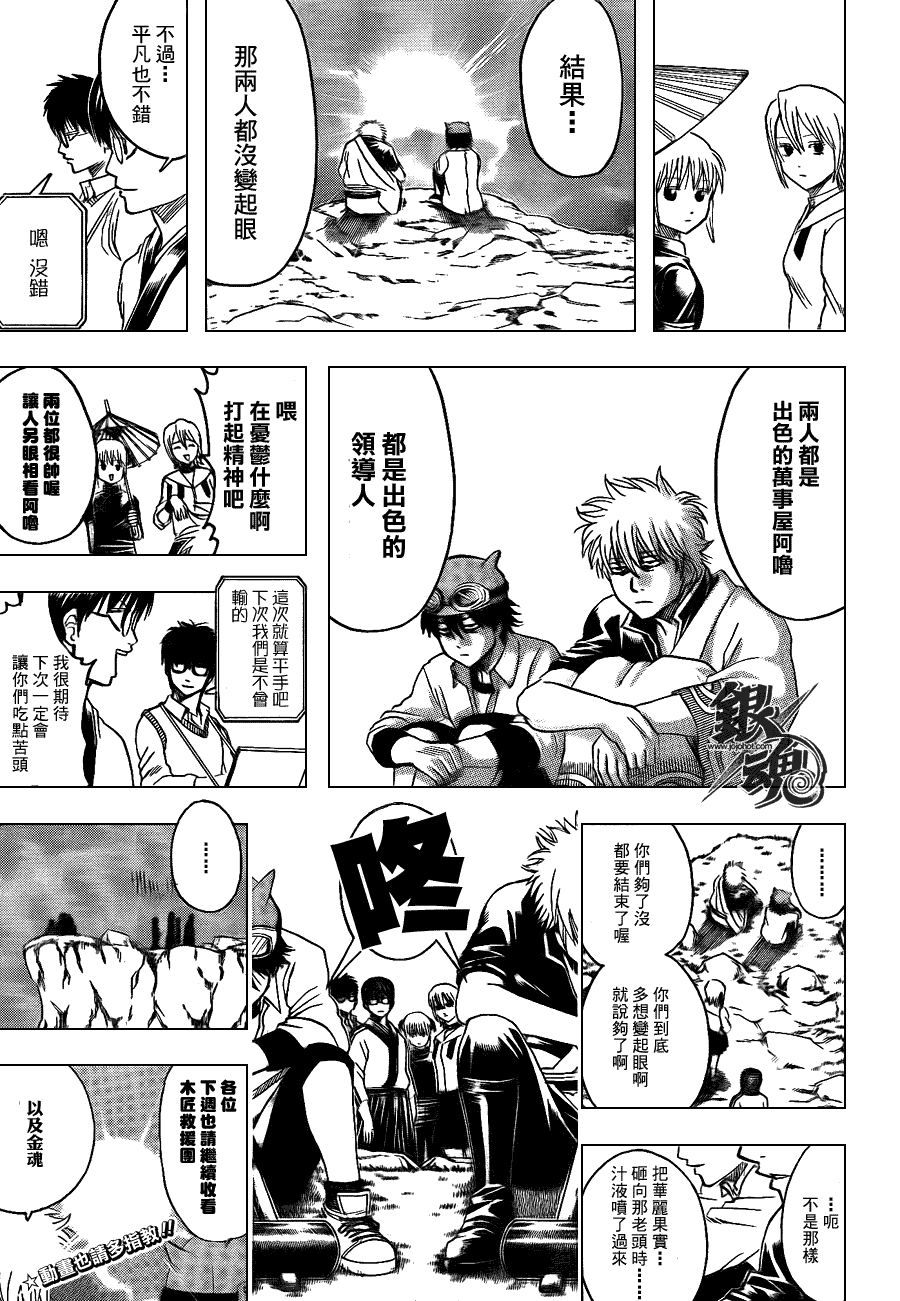 結果…
那兩人都沒變起眼
不過…
平凡也不錯
嗯 沒錯
兩人都是
出色的萬事屋阿嚕
都是出色的
領導人
喂
在憂鬱什麼啊
打起精神吧
兩位都很帥喔
讓人另眼相看阿嚕
這次就算平手吧
下次我們是不會
輸的
我很期待
下次一定會
讓你們吃點苦頭
銀魂
www.jojohot.com
………
你們夠了沒
都要結束了喔
你們到底
多想變起眼啊
就說夠了啊
咚
……
…呃
不是那樣
把華麗果實…
砸向那老頭時……
汁液噴了過來
各位
下週也請繼續收看
木匠救援團
以及金魂
☆動畫也請多指教!!